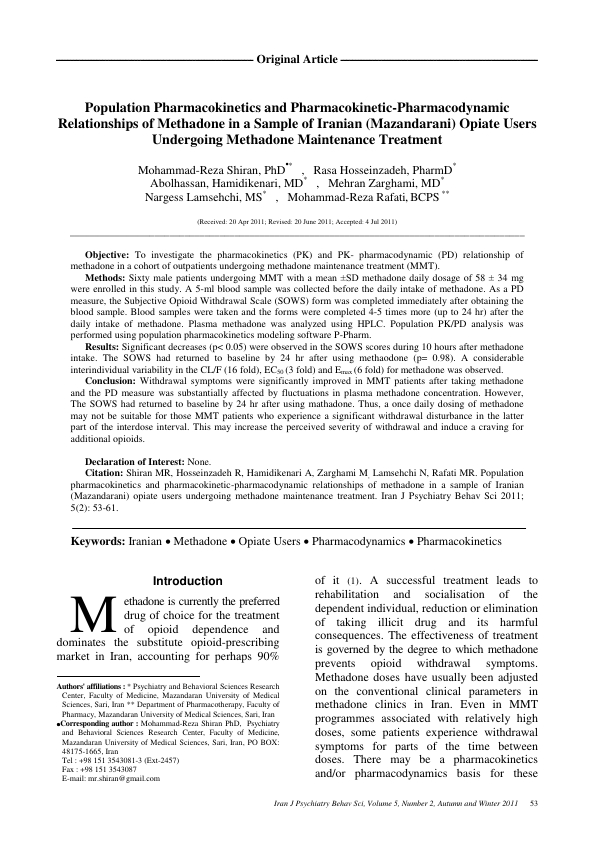 Original Article
Population Pharmacokinetics and Pharmacokinetic-Pharmacodynamic
Relationships of Methadone in a Sample of Iranian (Mazandarani) Opiate Users
Undergoing Methadone Maintenance Treatment
Mohammad-Reza Shiran, PhD•* , Rasa Hosseinzadeh, PharmD*
Abolhassan, Hamidikenari, MD* , Mehran Zarghami, MD*
Nargess Lamsehchi, MS* , Mohammad-Reza Rafati, BCPS **
(Received: 20 Apr 2011; Revised: 20 June 2011; Accepted: 4 Jul 2011)
Objective: To investigate the pharmacokinetics (PK) and PK- pharmacodynamic (PD) relationship of
methadone in a cohort of outpatients undergoing methadone maintenance treatment (MMT).
Methods: Sixty male patients undergoing MMT with a mean ±SD methadone daily dosage of 58 ± 34 mg
were enrolled in this study. A 5-ml blood sample was collected before the daily intake of methadone. As a PD
measure, the Subjective Opioid Withdrawal Scale (SOWS) form was completed immediately after obtaining the
blood sample. Blood samples were taken and the forms were completed 4-5 times more (up to 24 hr) after the
daily intake of methadone. Plasma methadone was analyzed using HPLC. Population PK/PD analysis was
performed using population pharmacokinetics modeling software P-Pharm.
Results: Significant decreases (p< 0.05) were observed in the SOWS scores during 10 hours after methadone
intake. The SOWS had returned to baseline by 24 hr after using methaodone (p= 0.98). A considerable
interindividual variability in the CL/F (16 fold), EC50 (3 fold) and Emax (6 fold) for methadone was observed.
Conclusion: Withdrawal symptoms were significantly improved in MMT patients after taking methadone
and the PD measure was substantially affected by fluctuations in plasma methadone concentration. However,
The SOWS had returned to baseline by 24 hr after using mathadone. Thus, a once daily dosing of methadone
may not be suitable for those MMT patients who experience a significant withdrawal disturbance in the latter
part of the interdose interval. This may increase the perceived severity of withdrawal and induce a craving for
additional opioids.
Declaration of Interest: None.
Citation: Shiran MR, Hosseinzadeh R, Hamidikenari A, Zarghami M, Lamsehchi N, Rafati MR. Population
pharmacokinetics and pharmacokinetic-pharmacodynamic relationships of methadone in a sample of Iranian
(Mazandarani) opiate users undergoing methadone maintenance treatment. Iran J Psychiatry Behav Sci 2011;
5(2): 53-61.
Keywords: Iranian • Methadone • Opiate Users • Pharmacodynamics • Pharmacokinetics
Introduction
Methadone is currently the preferred
drug of choice for the treatment
of opioid dependence and
dominates the substitute opioid-prescribing
market in Iran, accounting for perhaps 90%
Authors' affiliations : * Psychiatry and Behavioral Sciences Research
Center, Faculty of Medicine, Mazandaran University of Medical
Sciences, Sari, Iran ** Department of Pharmacotherapy, Faculty of
Pharmacy, Mazandaran University of Medical Sciences, Sari, Iran
•Corresponding author : Mohammad-Reza Shiran PhD, Psychiatry
and Behavioral Sciences Research Center, Faculty of Medicine,
Mazandaran University of Medical Sciences, Sari, Iran, PO BOX:
48175-1665, Iran
Tel : +98 151 3543081-3 (Ext-2457)
Fax : +98 151 3543087
E-mail: mr.shiran@gmail.com
of it (1). A successful treatment leads to
rehabilitation and socialisation of the
dependent individual, reduction or elimination
of taking illicit drug and its harmful
consequences. The effectiveness of treatment
is governed by the degree to which methadone
prevents opioid withdrawal symptoms.
Methadone doses have usually been adjusted
on the conventional clinical parameters in
methadone clinics in Iran. Even in MMT
programmes associated with relatively high
doses, some patients experience withdrawal
symptoms for parts of the time between
doses. There may be a pharmacokinetics
and/or pharmacodynamics basis for these
Iran J Psychiatry Behav Sci, Volume 5, Number 2, Autumn and Winter 2011 53